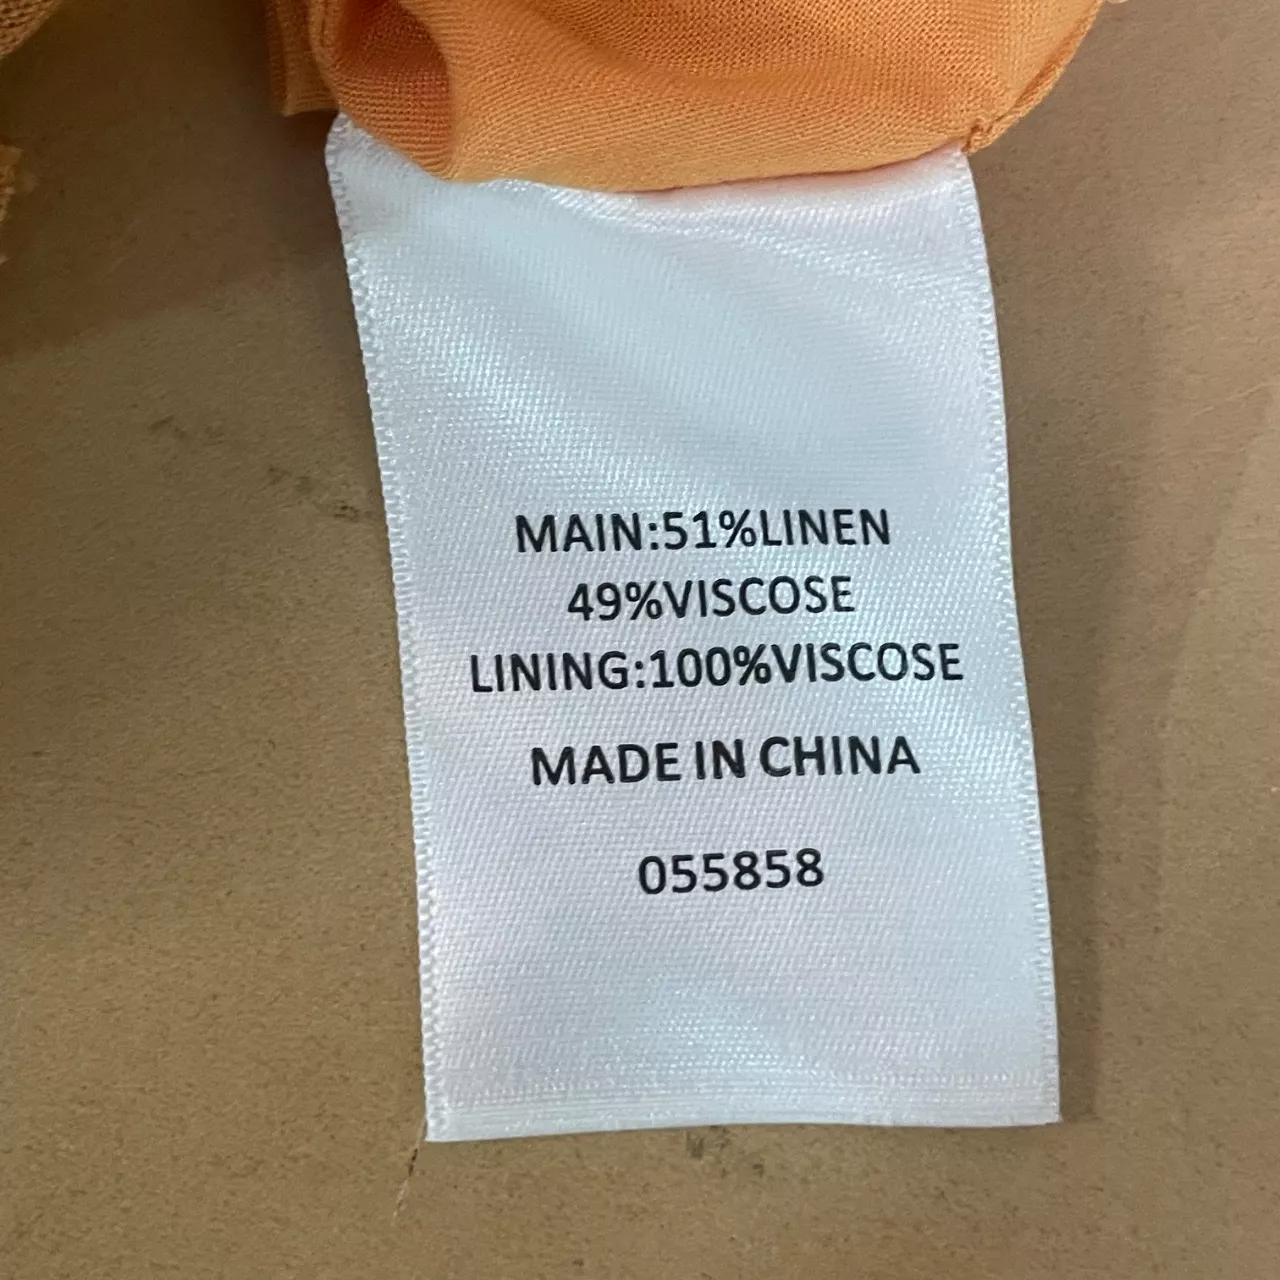 MAIN:51%LINEN
49%VISCOSE
LINING:100%VISCOSE
MADE IN CHINA
055858